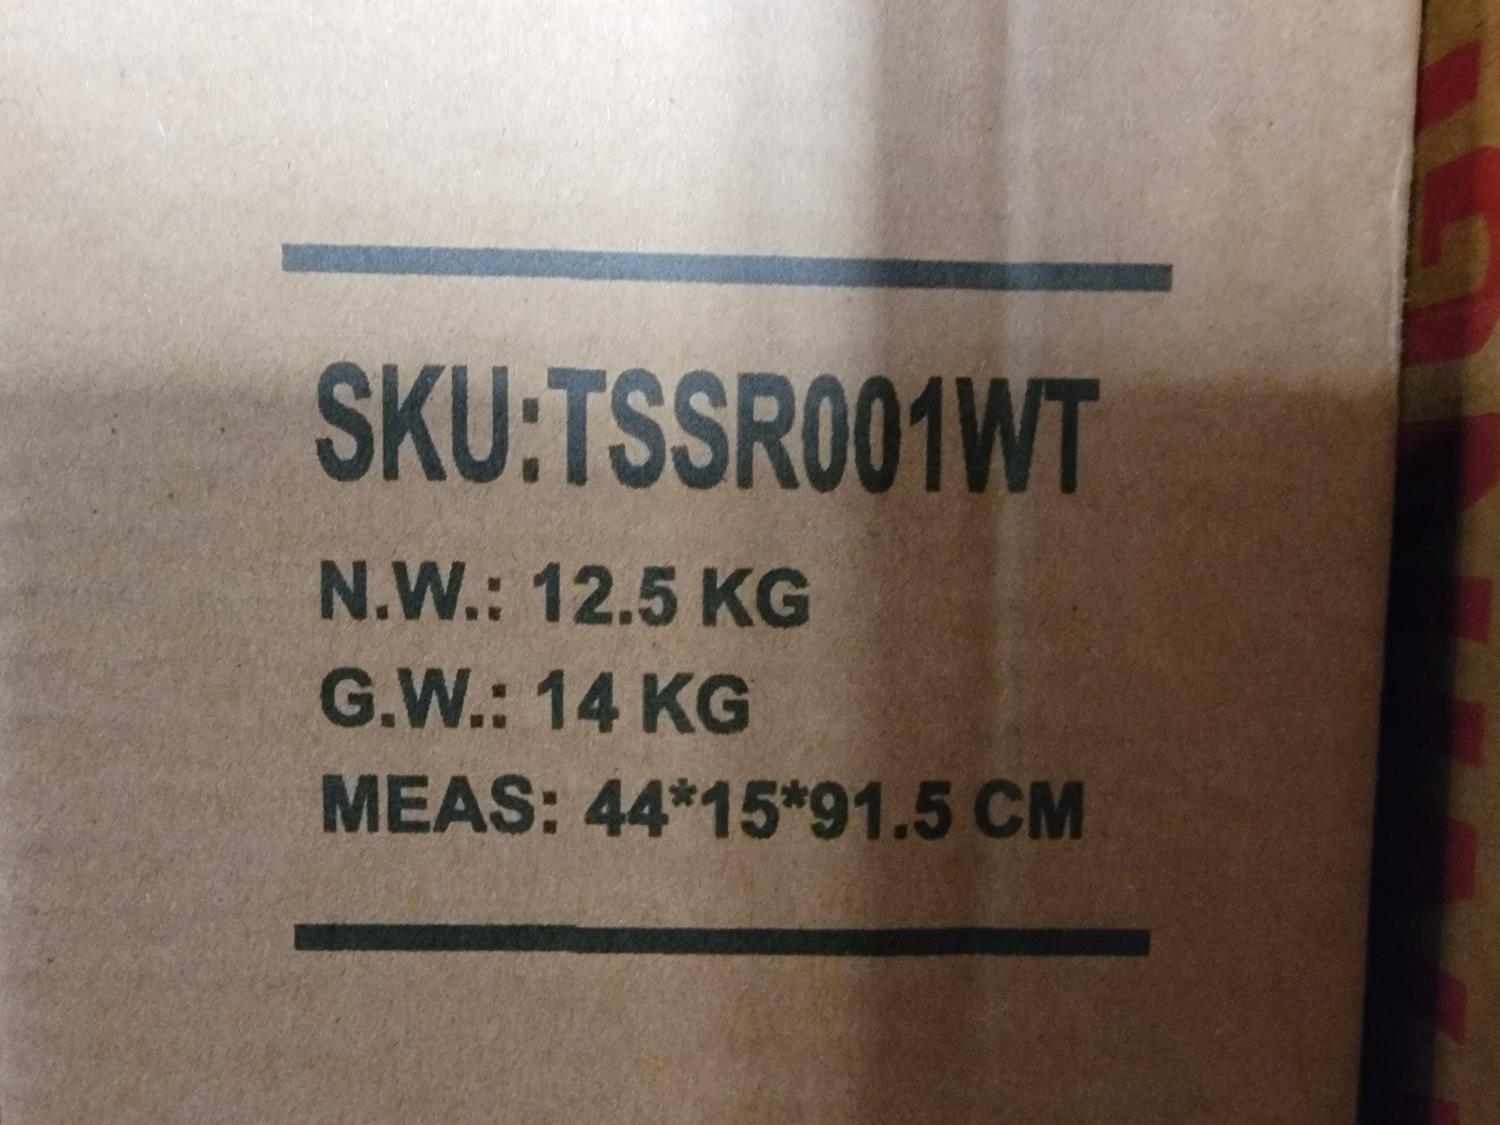 SKU:TSSR001WT
N.W.: 12.5 KG
G.W.: 14 KG
MEAS: 44*15*91.5 CM